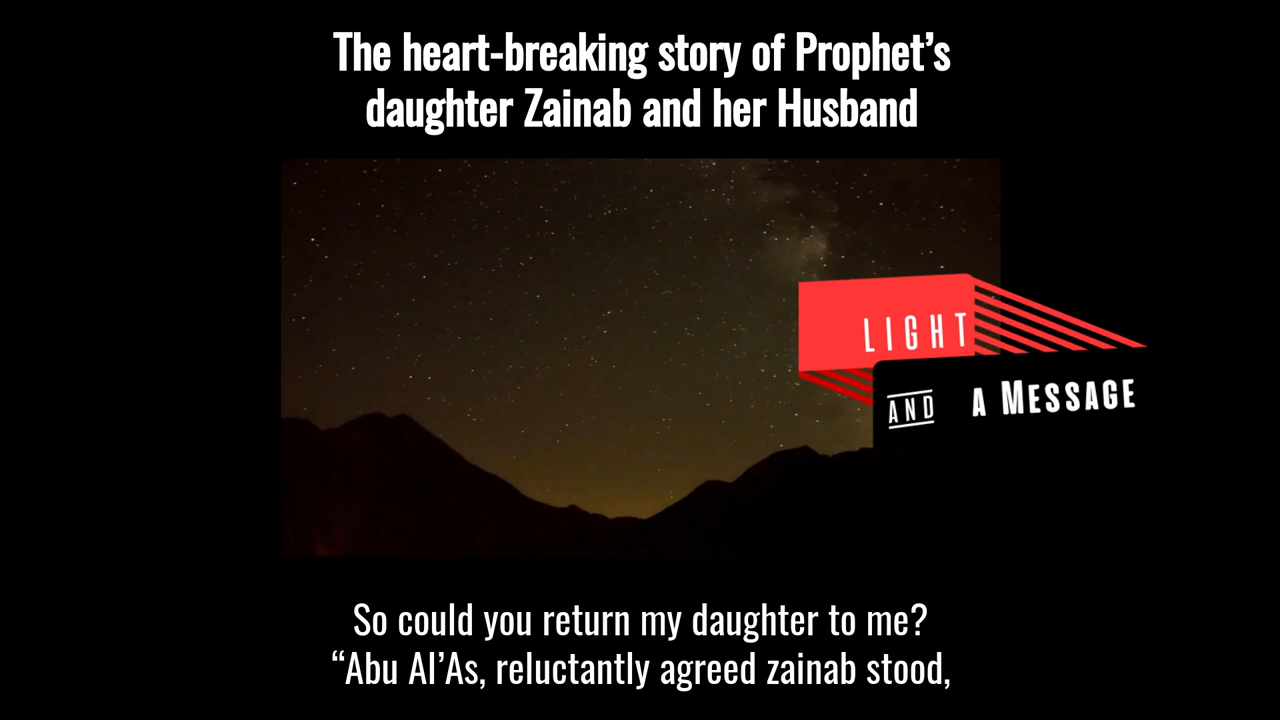 The heart-breaking story of Prophet’s
daughter Zainab and her Husband
LIGHT
AND a Message
So could you return my daughter to me?
“Abu Al’As, reluctantly agreed zainab stood,